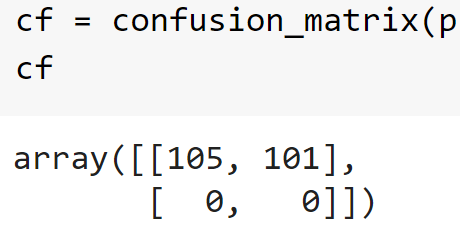 cf = confusion_matrix(p
cf
array([[105, 101],
       [  0,   0]])